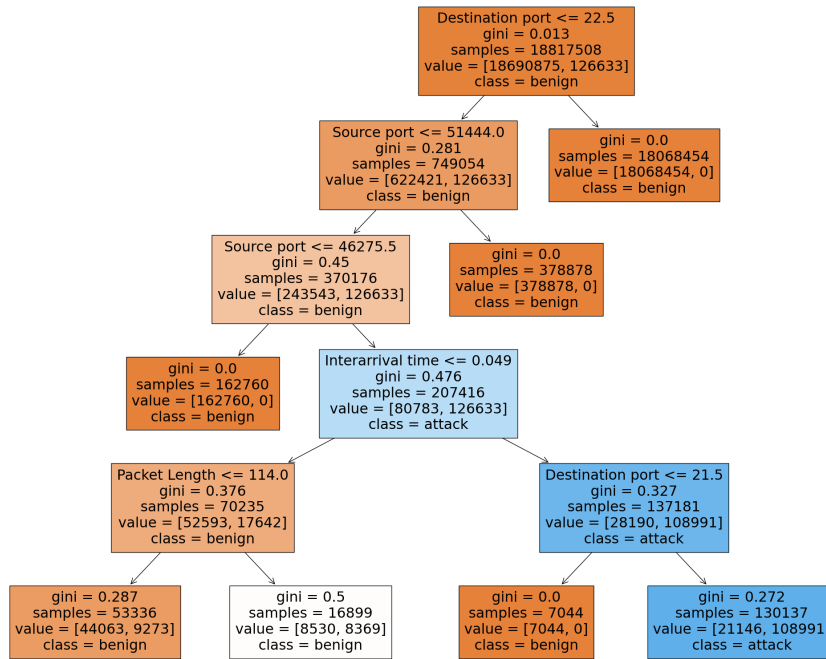 Destination port <= 22.5
gini = 0.013
samples = 18817508
value = [18690875, 126633]
class = benign
Source port <= 51444.0
gini = 0.281
samples = 749054
value = [622421, 126633]
class = benign
gini = 0.0
samples = 18068454
value = [18068454, 0]
class = benign
Source port <= 46275.5
gini = 0.45
samples = 370176
value = [243543, 126633]
class = benign
gini = 0.0
samples = 378878
value = [378878, 0]
class = benign
gini = 0.0
samples = 162760
value = [162760, 0]
class = benign
Interarrival time <= 0.049
gini = 0.476
samples = 207416
value = [80783, 126633]
class = attack
Packet Length <= 114.0
gini = 0.376
samples = 70235
value = [52593, 17642]
class = benign
Destination port <= 21.5
gini = 0.327
samples = 137181
value = [28190, 108991]
class = attack
gini = 0.287
samples = 53336
value = [44063, 9273]
class = benign
gini = 0.5
samples = 16899
value = [8530, 8369]
class = benign
gini = 0.0
samples = 7044
value = [7044, 0]
class = benign
gini = 0.272
samples = 130137
value = [21146, 108991]
class = attack